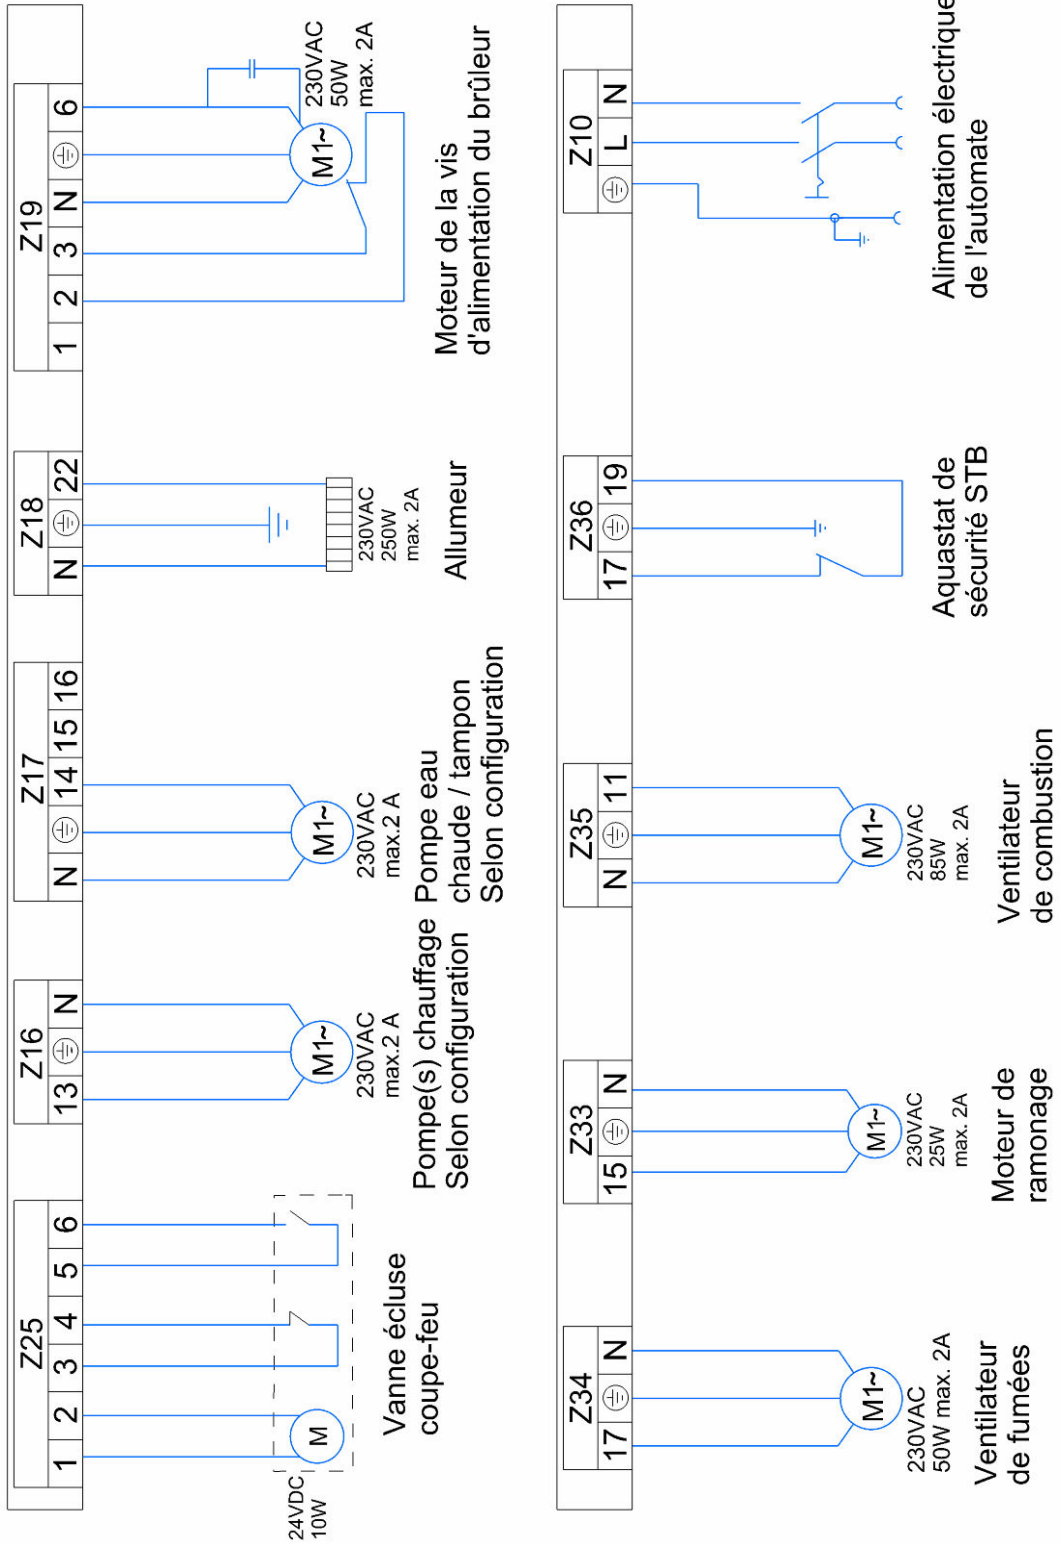 Z25
1 2 3 4 5 6
M
24VDC
10W
Vanne écluse
coupe-feu
Z16
13 N
M1~
230VAC
max.2 A
Pompe(s) chauffage
Selon configuration
Z17
N 14 15 16
M1~
230VAC
max.2 A
Pompe eau
chaude / tampon
Selon configuration
Z18
N 22
230VAC
250W
max. 2A
Allumeur
Z19
1 2 3 N 6
M1~
230VAC
50W
max. 2A
Moteur de la vis
d'alimentation du brûleur
Z34
17 N
M1~
230VAC
50W max. 2A
Ventilateur
de fumées
Z33
15 N
M1~
230VAC
25W
max. 2A
Moteur de
ramonage
Z35
N 11
M1~
230VAC
85W
max. 2A
Ventilateur
de combustion
Z36
17 19
Aquastat de
sécurité STB
Z10
L N
Alimentation électrique
de l'automate